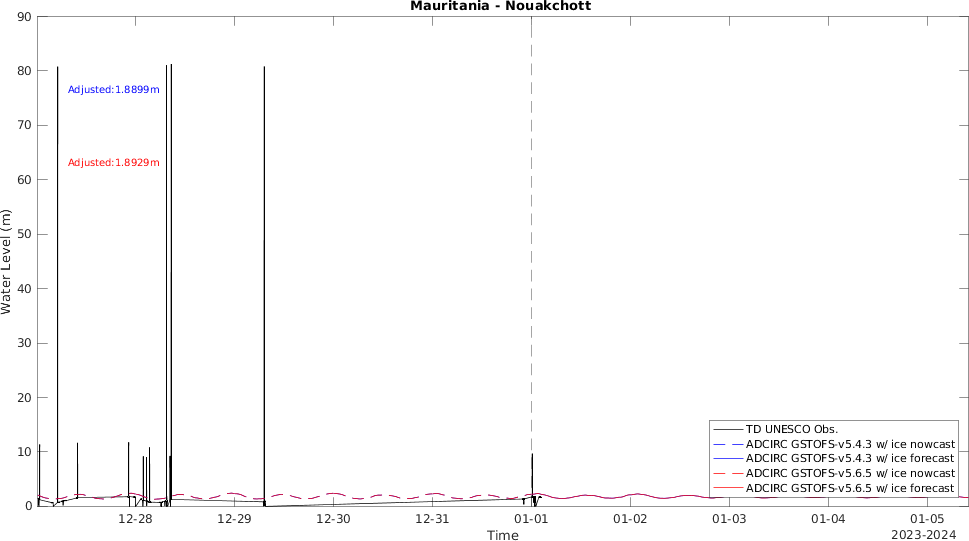 Mauritania - Nouakchott
90
80
70
60
50
40
30
20
10
0
Water Level (m)
Adjusted:1.8899m
Adjusted:1.8929m
TD UNESCO Obs.
ADCIRC GSTOFS-v5.4.3 w/ ice nowcast
ADCIRC GSTOFS-v5.4.3 w/ ice forecast
ADCIRC GSTOFS-v5.6.5 w/ ice nowcast
ADCIRC GSTOFS-v5.6.5 w/ ice forecast
12-28 12-29 12-30 12-31 01-01 01-02 01-03 01-04 01-05
Time
2023-2024